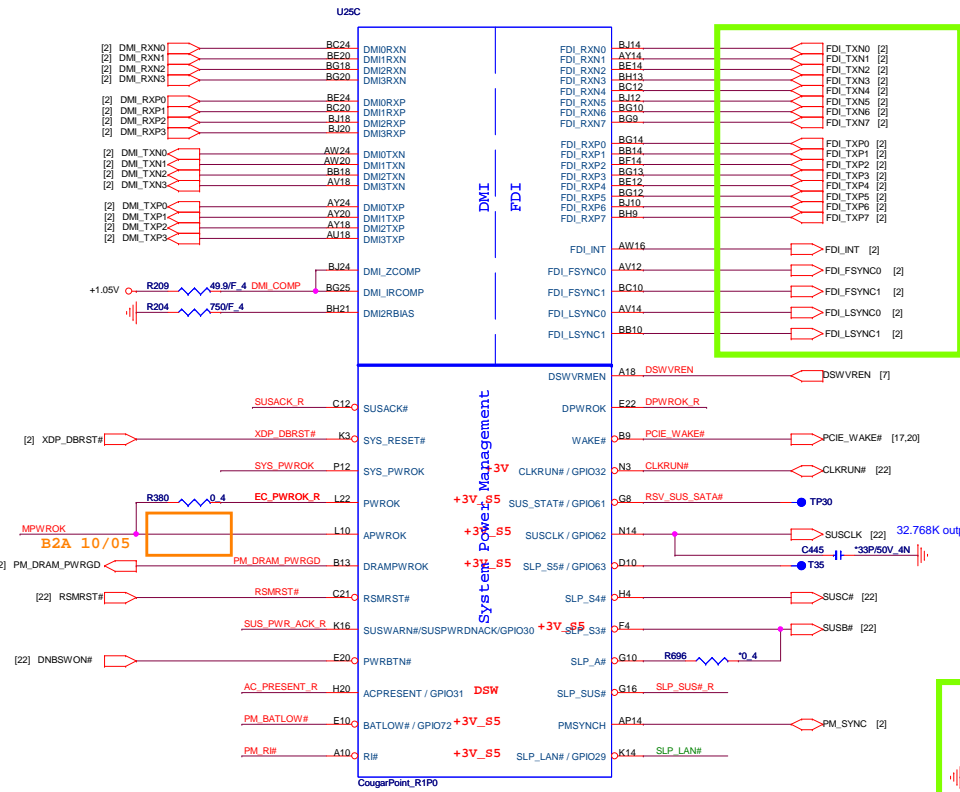 U25C
[2] DMI_RXN0 BC24 DMI0RXN FDI_RXN0 BJ14 FDI_TXN0 [2]
[2] DMI_RXN1 BE20 DMI1RXN FDI_RXN1 AY14 FDI_TXN1 [2]
[2] DMI_RXN2 BG18 DMI2RXN FDI_RXN2 BE14 FDI_TXN2 [2]
[2] DMI_RXN3 BG20 DMI3RXN FDI_RXN3 BH13 FDI_TXN3 [2]
FDI_RXN4 BC12 FDI_TXN4 [2]
[2] DMI_RXP0 BE24 DMI0RXP FDI_RXN5 BJ12 FDI_TXN5 [2]
[2] DMI_RXP1 BC20 DMI1RXP FDI_RXN6 BG10 FDI_TXN6 [2]
[2] DMI_RXP2 BJ18 DMI2RXP FDI_RXN7 BG9 FDI_TXN7 [2]
[2] DMI_RXP3 BJ20 DMI3RXP
FDI_RXP0 BG14 FDI_TXP0 [2]
[2] DMI_TXN0 AW24 DMI0TXN FDI_RXP1 BB14 FDI_TXP1 [2]
[2] DMI_TXN1 AW20 DMI1TXN FDI_RXP2 BF14 FDI_TXP2 [2]
[2] DMI_TXN2 BB18 DMI2TXN FDI_RXP3 BG13 FDI_TXP3 [2]
[2] DMI_TXN3 AV18 DMI3TXN FDI_RXP4 BE12 FDI_TXP4 [2]
FDI_RXP5 BG12 FDI_TXP5 [2]
[2] DMI_TXP0 AY24 DMI0TXP FDI_RXP6 BJ10 FDI_TXP6 [2]
[2] DMI_TXP1 AY20 DMI1TXP FDI_RXP7 BH9 FDI_TXP7 [2]
[2] DMI_TXP2 AY18 DMI2TXP
[2] DMI_TXP3 AU18 DMI3TXP
DMI
FDI
FDI_INT AW16 FDI_INT [2]
BJ24 DMI_ZCOMP FDI_FSYNC0 AV12 FDI_FSYNC0 [2]
+1.05V R209 49.9/F_4 DMI_COMP BG25 DMI_IRCOMP FDI_FSYNC1 BC10 FDI_FSYNC1 [2]
R204 750/F_4 BH21 DMI2RBIAS FDI_LSYNC0 AV14 FDI_LSYNC0 [2]
FDI_LSYNC1 BB10 FDI_LSYNC1 [2]
System Power Management
DSWVRMEN A18 DSWVREN DSWVREN [7]
SUSACK_R C12 SUSACK# DPWROK E22 DPWROK_R
[2] XDP_DBRST# XDP_DBRST# K3 SYS_RESET# WAKE# B9 PCIE_WAKE# PCIE_WAKE# [17,20]
SYS_PWROK P12 SYS_PWROK +3V CLKRUN# / GPIO32 N3 CLKRUN# CLKRUN# [22]
R380 0_4 EC_PWROK_R L22 PWROK +3V_S5 SUS_STAT# / GPIO61 G8 RSV_SUS_SATA# TP30
MPWROK L10 APWROK +3V_S5 SUSCLK / GPIO62 N14 SUSCLK [22] 32.768K
B2A 10/05
C445 *33P/50V_4N
PM_DRAM_PWRGD PM_DRAM_PWRGD B13 DRAMPWROK +3V_S5 SLP_S5# / GPIO63 D10 T35
[22] RSMRST# RSMRST# C21 RSMRST# SLP_S4# H4 SUSC# [22]
SUS_PWR_ACK_R K16 SUSWARN#/SUSPWRDNACK/GPIO30 +3V_S5 SLP_S3# F4 SUSB# [22]
[22] DNBSWON# E20 PWRBTN# SLP_A# G10 R696 *0_4
AC_PRESENT_R H20 ACPRESENT / GPIO31 DSW SLP_SUS# G16 SLP_SUS#_R
PM_BATLOW# E10 BATLOW# / GPIO72 +3V_S5 PMSYNCH AP14 PM_SYNC [2]
PM_RI# A10 RI# +3V_S5 SLP_LAN# / GPIO29 K14 SLP_LAN#
CougarPoint_R1P0